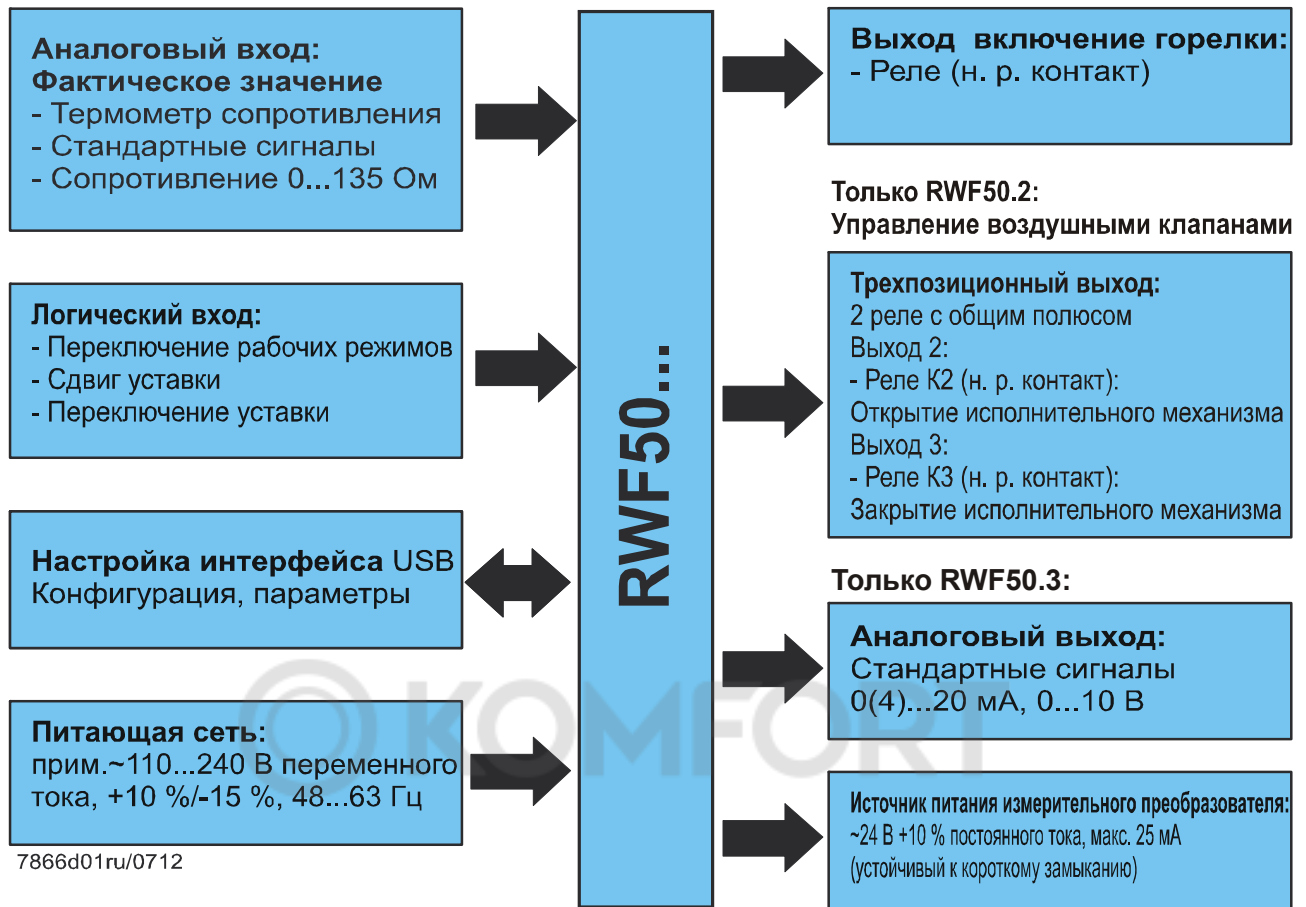 Аналоговый вход:
Фактическое значение
- Термометр сопротивления
- Стандартные сигналы
- Сопротивление 0...135 Ом
Логический вход:
- Переключение рабочих режимов
- Сдвиг уставки
- Переключение уставки
Настройка интерфейса USB
Конфигурация, параметры
Питающая сеть:
прим.~110...240 В переменного
тока, +10 %/-15 %, 48...63 Гц
7866d01ru/0712
RWF50...
Выход включение горелки:
- Реле (н. р. контакт)
Только RWF50.2:
Управление воздушными клапанами
Трехпозиционный выход:
2 реле с общим полюсом
Выход 2:
- Реле К2 (н. р. контакт):
Открытие исполнительного механизма
Выход 3:
- Реле К3 (н. р. контакт):
Закрытие исполнительного механизма
Только RWF50.3:
Аналоговый выход:
Стандартные сигналы
0(4)...20 мА, 0...10 В
Источник питания измерительного преобразователя:
~24 В +10 % постоянного тока, макс. 25 мА
(устойчивый к короткому замыканию)
KOMFORT